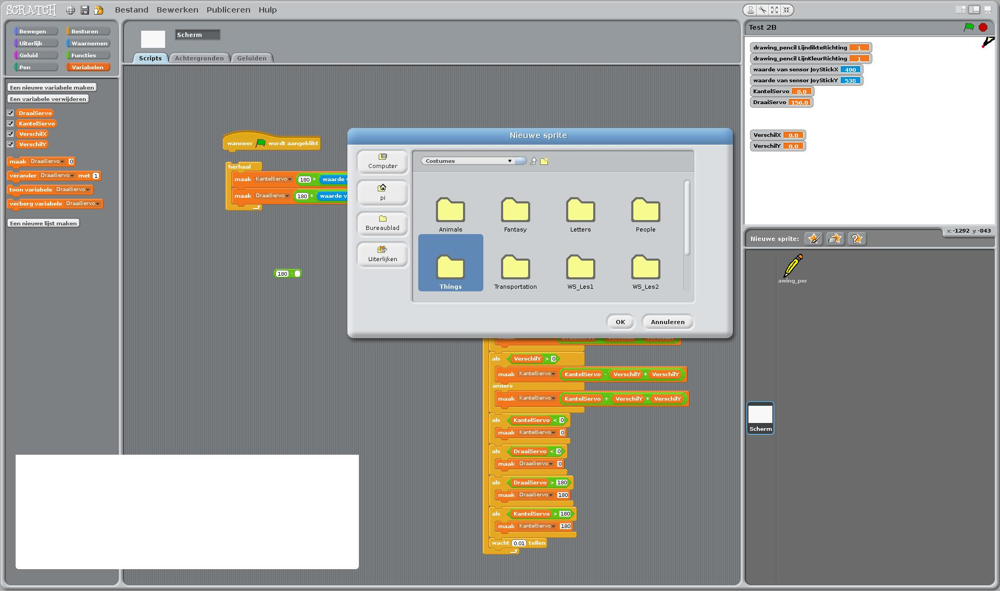 SCRATCH Bestand Bewerken Publiceren Hulp
Bewegen Besturen
Uiterlijk Waarnemen
Geluid Functies
Pen Variabelen
Een nieuwe variabele maken
Een variabele verwijderen
DraaiServo
KantelServo
VerschilX
VerschilY
maak DraaiServo 0
verander DraaiServo met 1
toon variabele DraaiServo
verberg variabele DraaiServo
Een nieuwe lijst maken
Scherm
Scripts Achtergronden Geluiden
wanneer wordt aangeklikt
herhaal
maak KantelServo 180 * waarde v
maak DraaiServo 180 * waarde v
180 -
Nieuwe sprite
Computer
pi
Bureaublad
Uiterlijken
Costumes
Animals Fantasy Letters People
Things Transportation WS_Les1 WS_Les2
OK Annuleren
als VerschilY > 0
maak KantelServo KantelServo - VerschilY * VerschilY
anders
maak KantelServo KantelServo + VerschilY * VerschilY
als KantelServo < 0
maak KantelServo 0
als DraaiServo < 0
maak DraaiServo 0
als DraaiServo > 180
maak DraaiServo 180
als KantelServo > 180
maak KantelServo 180
wacht 0.01 tellen
Test 2B
drawing_pencil LijndikteRichting 1
drawing_pencil LijnKleurRichting 1
waarde van sensor JoyStickX 490
waarde van sensor JoyStickY 538
KantelServo 0.0
DraaiServo 156.0
VerschilX 0.0
VerschilY 0.0
x: -1292 y: -843
Nieuwe sprite:
awing_per
Scherm